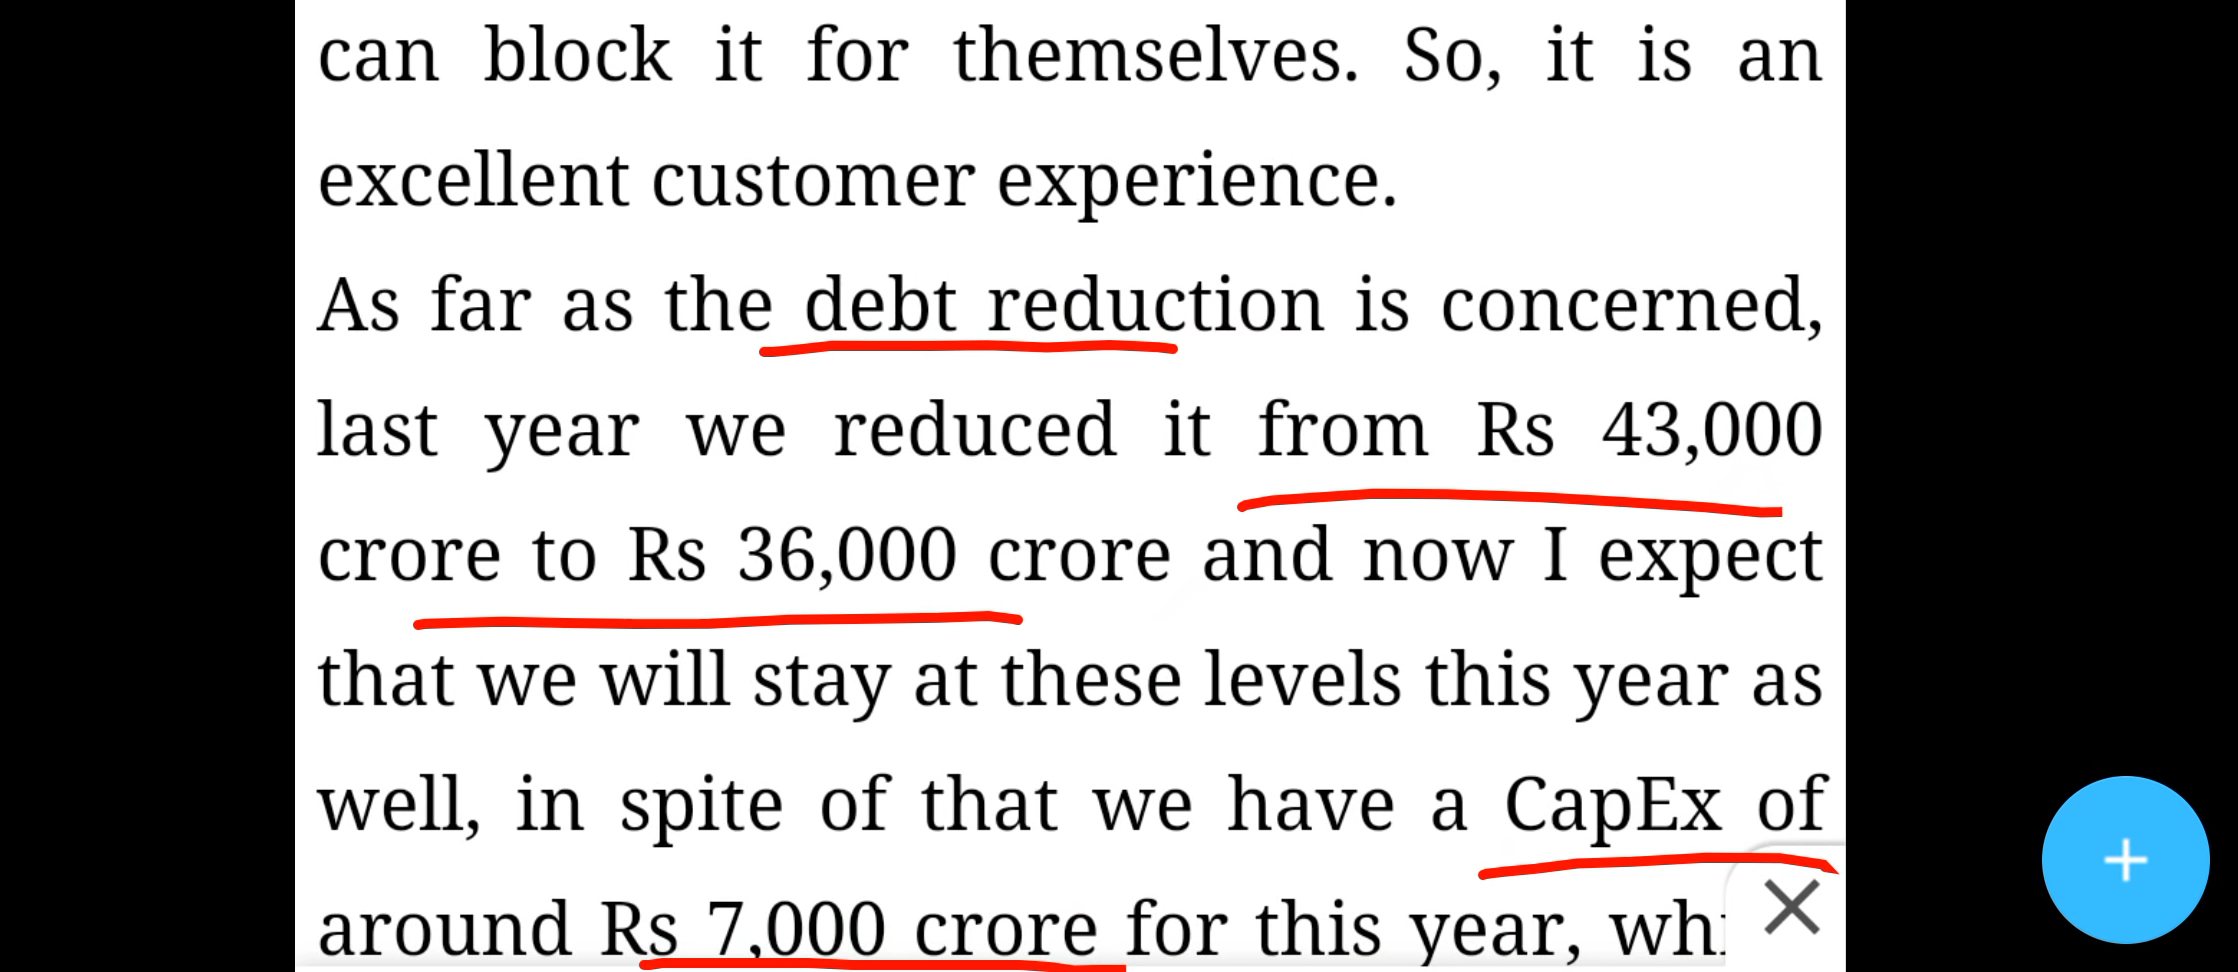 can block it for themselves. So, it is an
excellent customer experience.
As far as the debt reduction is concerned,
last year we reduced it from Rs 43,000
crore to Rs 36,000 crore and now I expect
that we will stay at these levels this year as
well, in spite of that we have a CapEx of
around Rs 7,000 crore for this year,